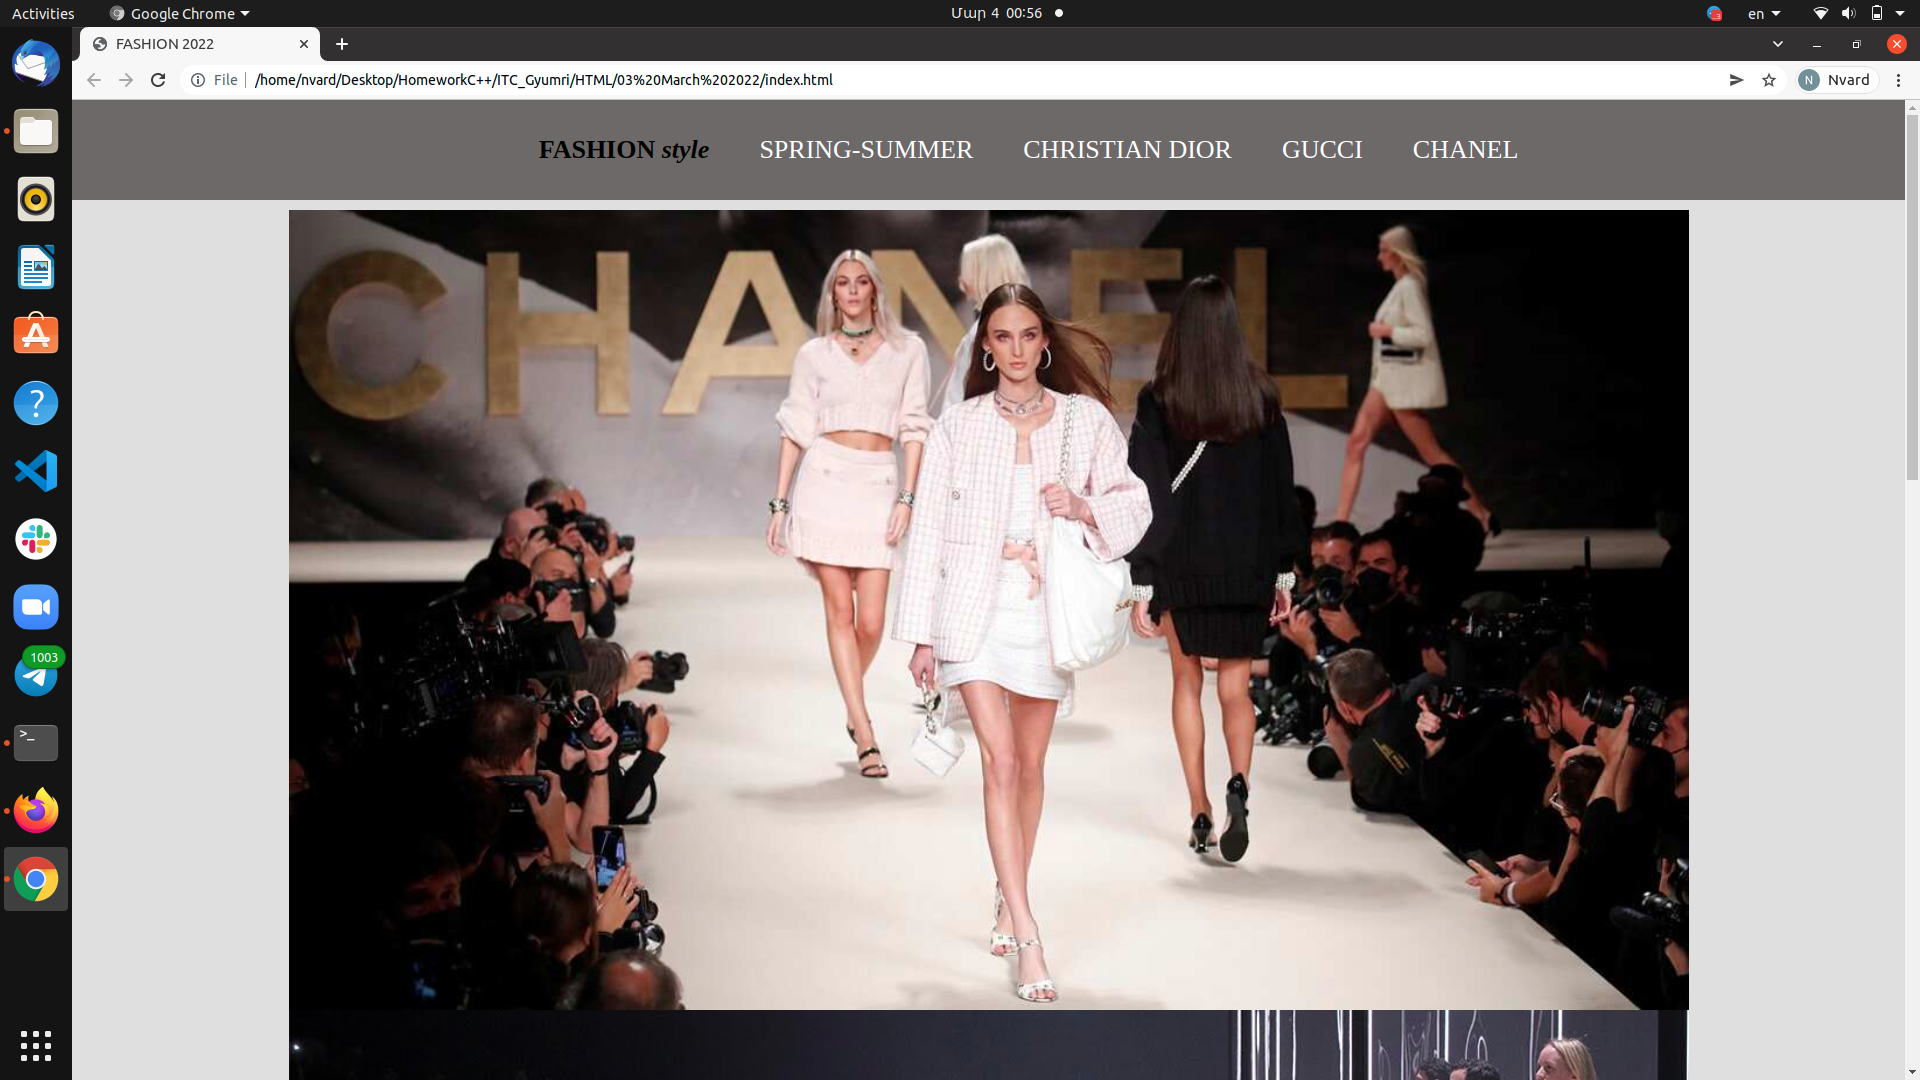 Activities
Google Chrome
Մար 4 00:56
en
FASHION 2022
File
/home/nvard/Desktop/HomeworkC++/ITC_Gyumri/HTML/03%20March%202022/index.html
N
Nvard
FASHION style
SPRING-SUMMER
CHRISTIAN DIOR
GUCCI
CHANEL
CHANEL
1003
>_